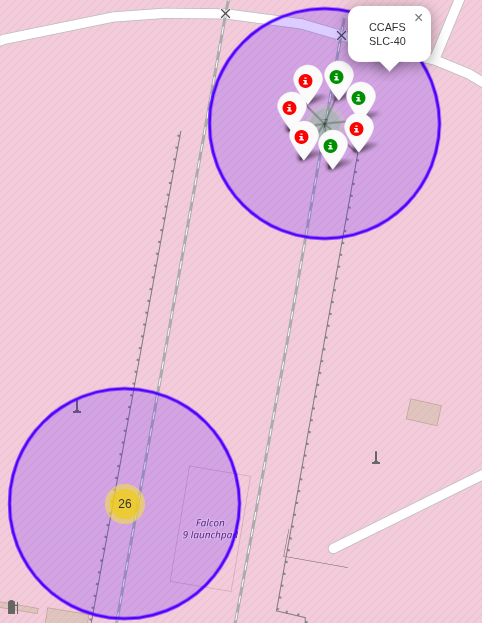 ×
CCAFS
SLC-40
26
Falcon
9 launchpad